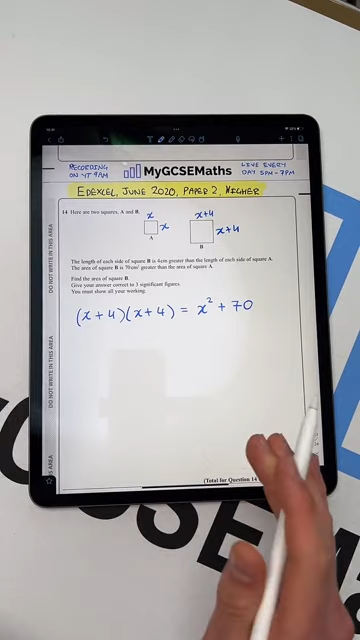 RECORDING
ON YT 9AM
MyGCSEMaths
LIVE EVERY
DAY 5PM-7PM
EDEXCEL, JUNE 2020, PAPER 2, HIGHER
14 Here are two squares, A and B.
x
x
A
x+4
x+4
B
The length of each side of square B is 4cm greater than the length of each side of square A.
The area of square B is 70cm² greater than the area of square A.
Find the area of square B.
Give your answer correct to 3 significant figures.
You must show all your working.
(x+4)(x+4) = x² + 70
(Total for Question 14
DO NOT WRITE IN THIS AREA
DO NOT WRITE IN THIS AREA
S AREA